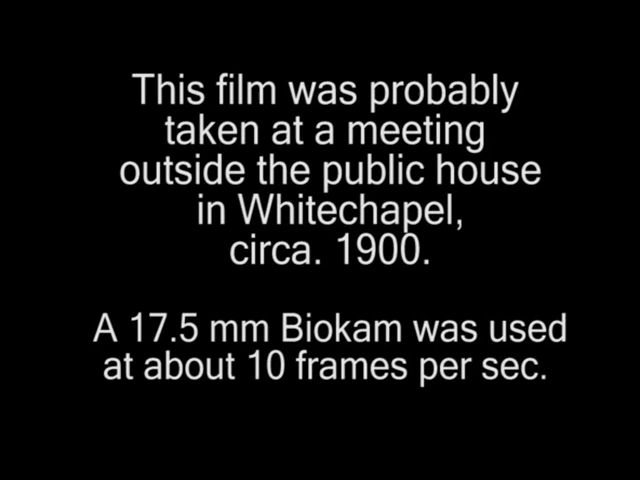 This film was probably
taken at a meeting
outside the public house
in Whitechapel,
circa. 1900.
A 17.5 mm Biokam was used
at about 10 frames per sec.